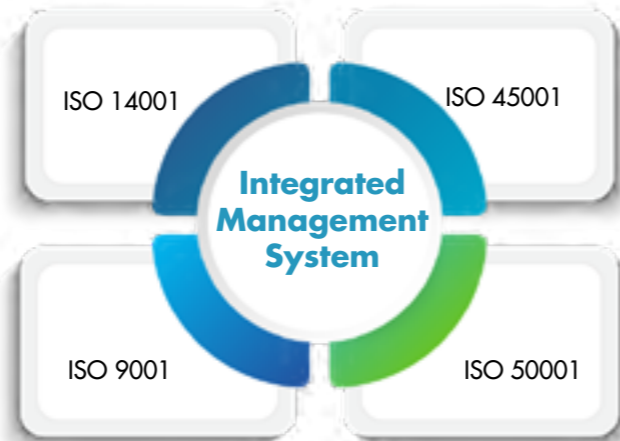 ISO 14001
ISO 45001
Integrated
Management
System
ISO 9001
ISO 50001